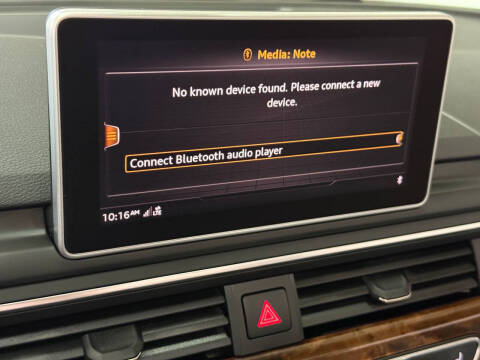 Media: Note
No known device found. Please connect a new
device.
Connect Bluetooth audio player
10:16AM LTE